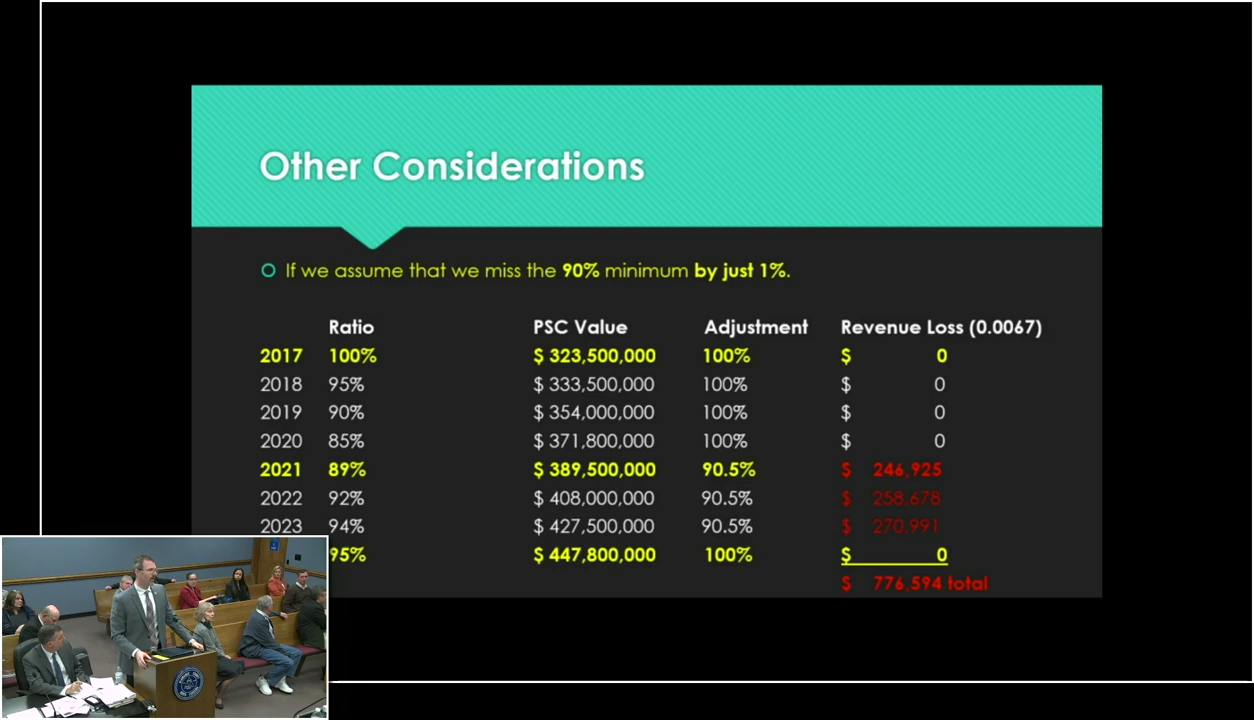 Other Considerations
If we assume that we miss the 90% minimum by just 1%.
Ratio PSC Value Adjustment Revenue Loss (0.0067)
2017 100% $ 323,500,000 100% $ 0
2018 95% $ 333,500,000 100% $ 0
2019 90% $ 354,000,000 100% $ 0
2020 85% $ 371,800,000 100% $ 0
2021 89% $ 389,500,000 90.5% $ 246,925
2022 92% $ 408,000,000 90.5% $ 258,678
2023 94% $ 427,500,000 90.5% $ 270,991
95% $ 447,800,000 100% $ 0
$ 776,594 total